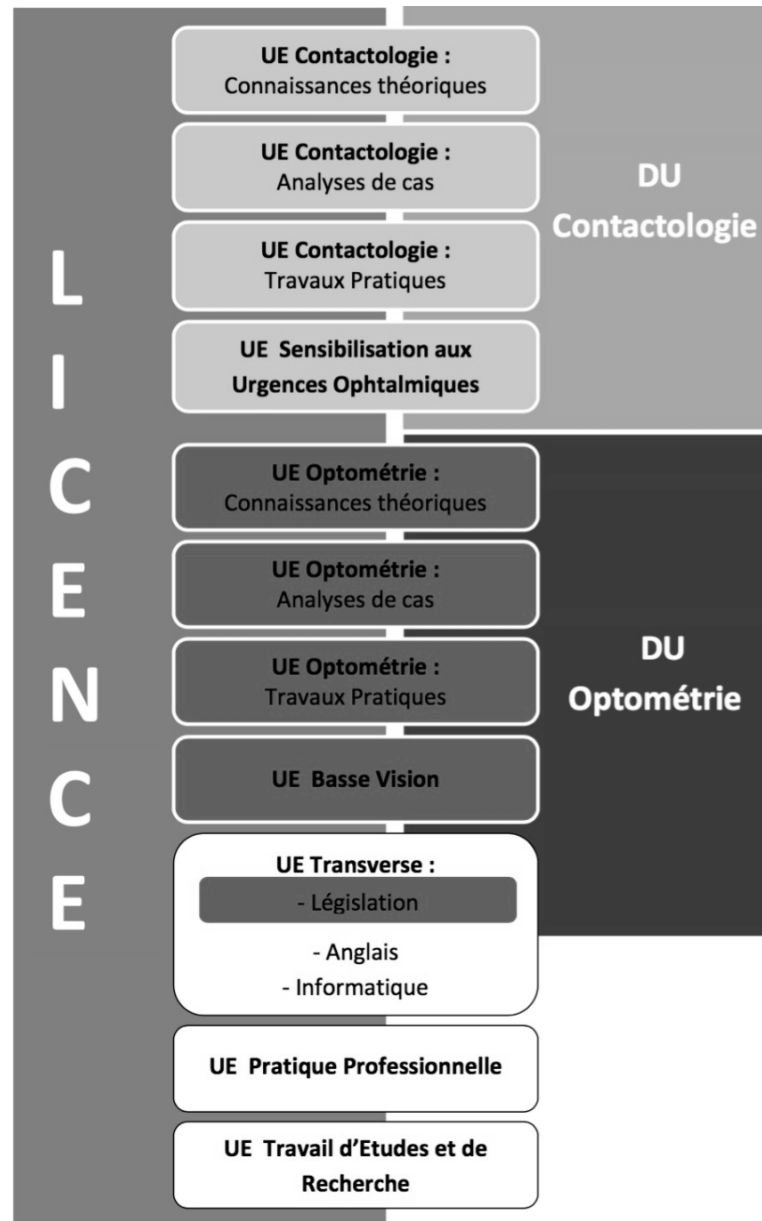 L
I
C
E
N
C
E
UE Contactologie :
Connaissances théoriques
UE Contactologie :
Analyses de cas
UE Contactologie :
Travaux Pratiques
UE Sensibilisation aux
Urgences Ophtalmiques
DU
Contactologie
UE Optométrie :
Connaissances théoriques
UE Optométrie :
Analyses de cas
UE Optométrie :
Travaux Pratiques
UE Basse Vision
DU
Optométrie
UE Transverse :
- Législation
- Anglais
- Informatique
UE Pratique Professionnelle
UE Travail d'Etudes et de
Recherche